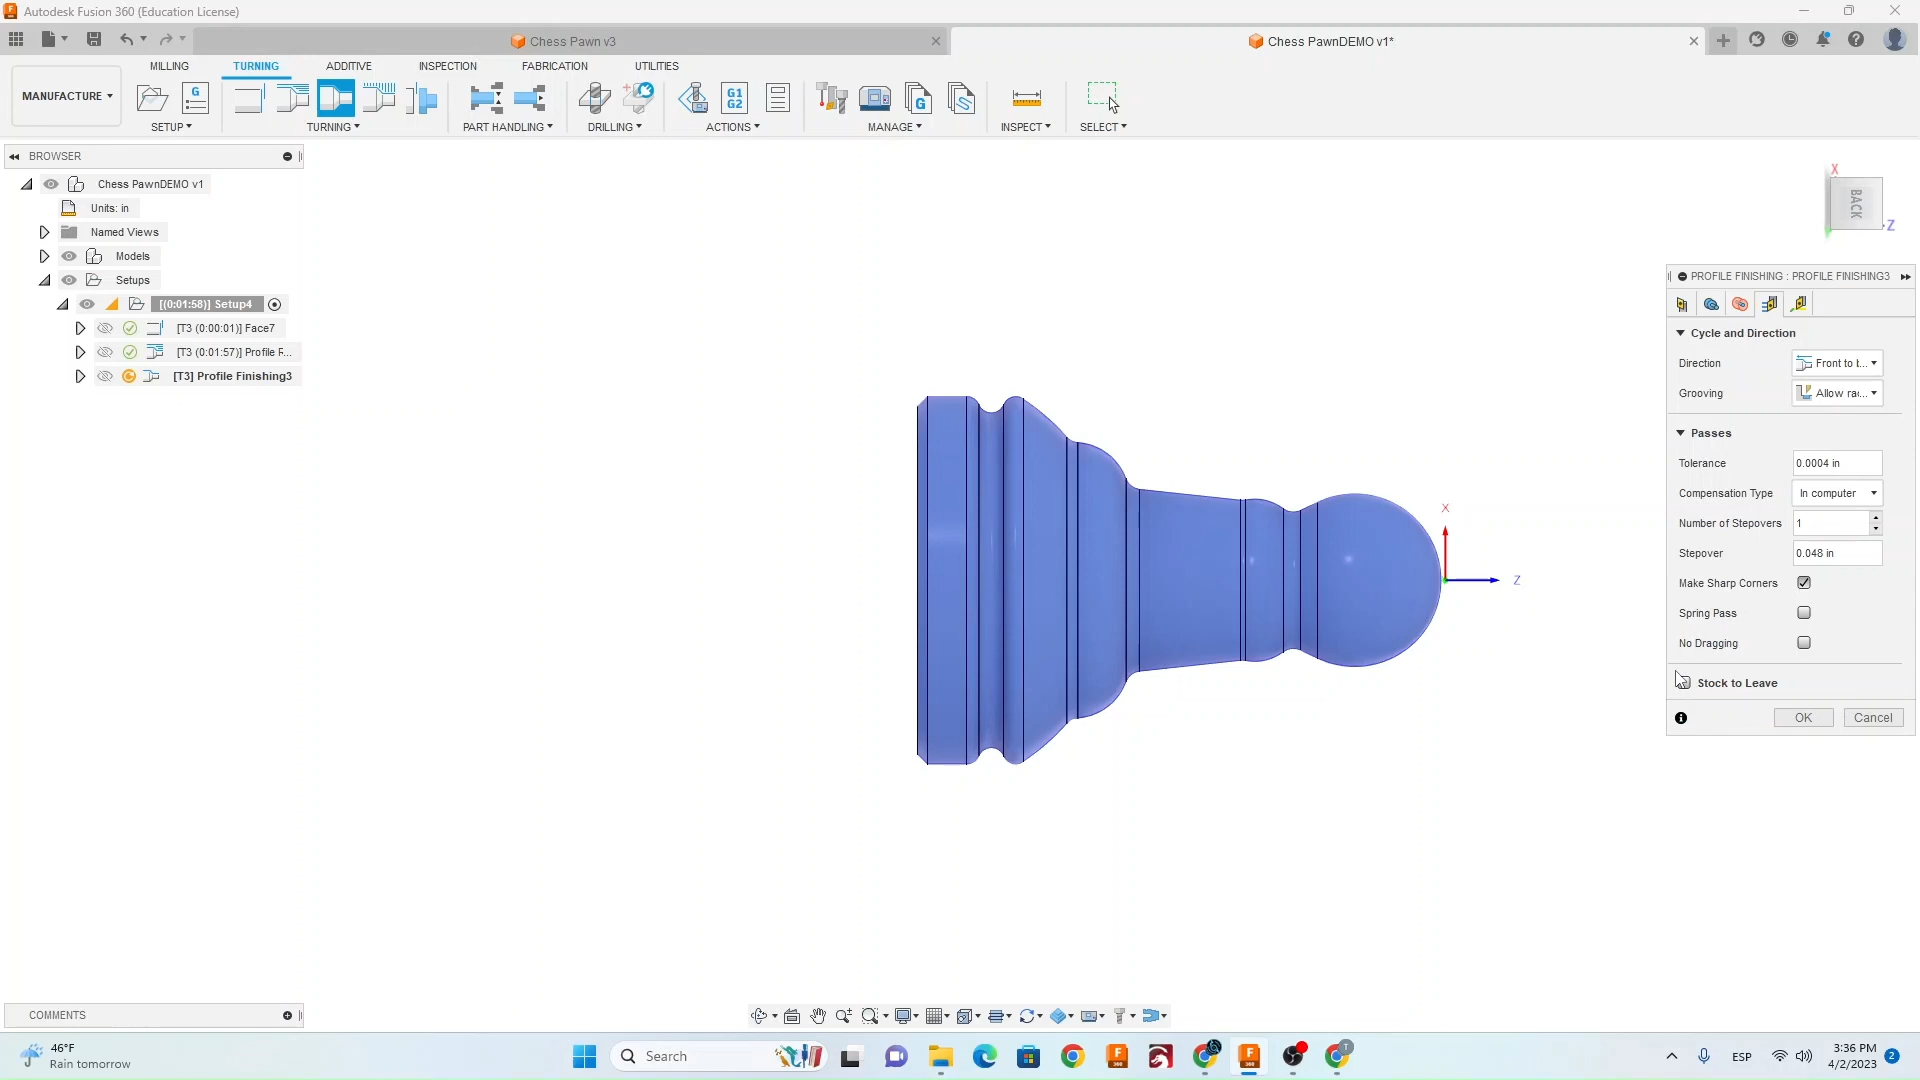 Autodesk Fusion 360 (Education License)
Chess Pawn v3
Chess PawnDEMO v1*
MANUFACTURE
MILLING TURNING ADDITIVE INSPECTION FABRICATION UTILITIES
G G1 G2 G
SETUP TURNING PART HANDLING DRILLING ACTIONS MANAGE INSPECT SELECT
BROWSER
Chess PawnDEMO v1
Units: in
Named Views
Models
Setups
[(0:01:58)] Setup4
[T3 (0:00:01)] Face7
[T3 (0:01:57)] Profile R...
[T3] Profile Finishing3
X
BACK
Z
X
Z
PROFILE FINISHING : PROFILE FINISHING3
Cycle and Direction
Direction Front to b...
Grooving Allow rad...
Passes
Tolerance 0.0004 in
Compensation Type In computer
Number of Stepovers 1
Stepover 0.048 in
Make Sharp Corners
Spring Pass
No Dragging
Stock to Leave
OK Cancel
COMMENTS
46°F
Rain tomorrow
Search
ESP
3:36 PM
4/2/2023
2